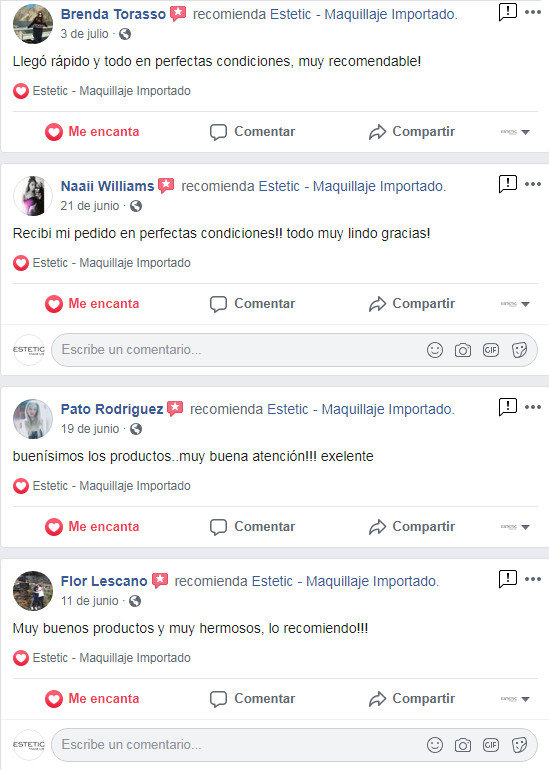 Brenda Torasso recomienda Estetic - Maquillaje Importado.
3 de julio ·
Llegó rápido y todo en perfectas condiciones, muy recomendable!
Estetic - Maquillaje Importado
Me encanta Comentar Compartir
Naaii Williams recomienda Estetic - Maquillaje Importado.
21 de junio ·
Recibi mi pedido en perfectas condiciones!! todo muy lindo gracias!
Estetic - Maquillaje Importado
Me encanta Comentar Compartir
ESTETIC Escribe un comentario... GIF
Pato Rodriguez recomienda Estetic - Maquillaje Importado.
19 de junio ·
buenísimos los productos..muy buena atención!!! exelente
Estetic - Maquillaje Importado
Me encanta Comentar Compartir
Flor Lescano recomienda Estetic - Maquillaje Importado.
11 de junio ·
Muy buenos productos y muy hermosos, lo recomiendo!!!
Estetic - Maquillaje Importado
Me encanta Comentar Compartir
ESTETIC Escribe un comentario... GIF